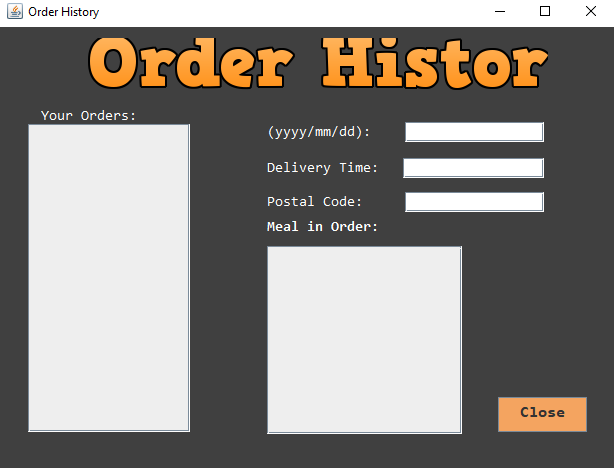 Order History
Order Histor
Your Orders:
(yyyy/mm/dd):
Delivery Time:
Postal Code:
Meal in Order:
Close